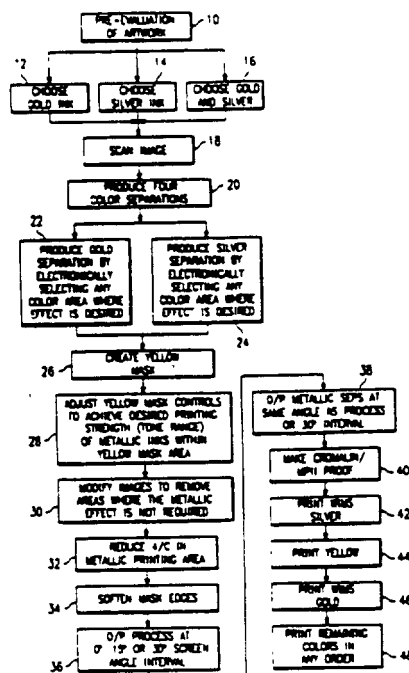 PRE-EVALUATION
OF ARTWORK
10
12
14
16
CHOOSE
GOLD INK
CHOOSE
SILVER INK
CHOOSE GOLD
AND SILVER
SCAN IMAGE
18
PRODUCE FOUR
COLOR SEPARATIONS
20
22
PRODUCE GOLD
SEPARATION BY
ELECTRONICALLY
SELECTING ANY
COLOR AREA WHERE
EFFECT IS DESIRED
PRODUCE SILVER
SEPARATION BY
ELECTRONICALLY
SELECTING ANY
COLOR AREA WHERE
EFFECT IS DESIRED
24
CREATE YELLOW
MASK
26
ADJUST YELLOW MASK CONTROLS
TO ACHIEVE DESIRED PRINTING
STRENGTH (TONE RANGE)
OF METALLIC INKS WITHIN
YELLOW MASK AREA
28
MODIFY IMAGES TO REMOVE
AREAS WHERE THE METALLIC
EFFECT IS NOT REQUIRED
30
REDUCE 4/C IN
METALLIC PRINTING AREA
32
SOFTEN MASK EDGES
34
O/P PROCESS AT
0° 15° OR 30° SCREEN
ANGLE INTERVAL
36
38
O/P METALLIC SEPS AT
SAME ANGLE AS PROCESS
OR 30° INTERVAL
MAKE CROMALIN/
PROOF
40
PRINT
SILVER
42
PRINT YELLOW
44
PRINT
GOLD
46
PRINT REMAINING
COLORS IN
ANY ORDER
48